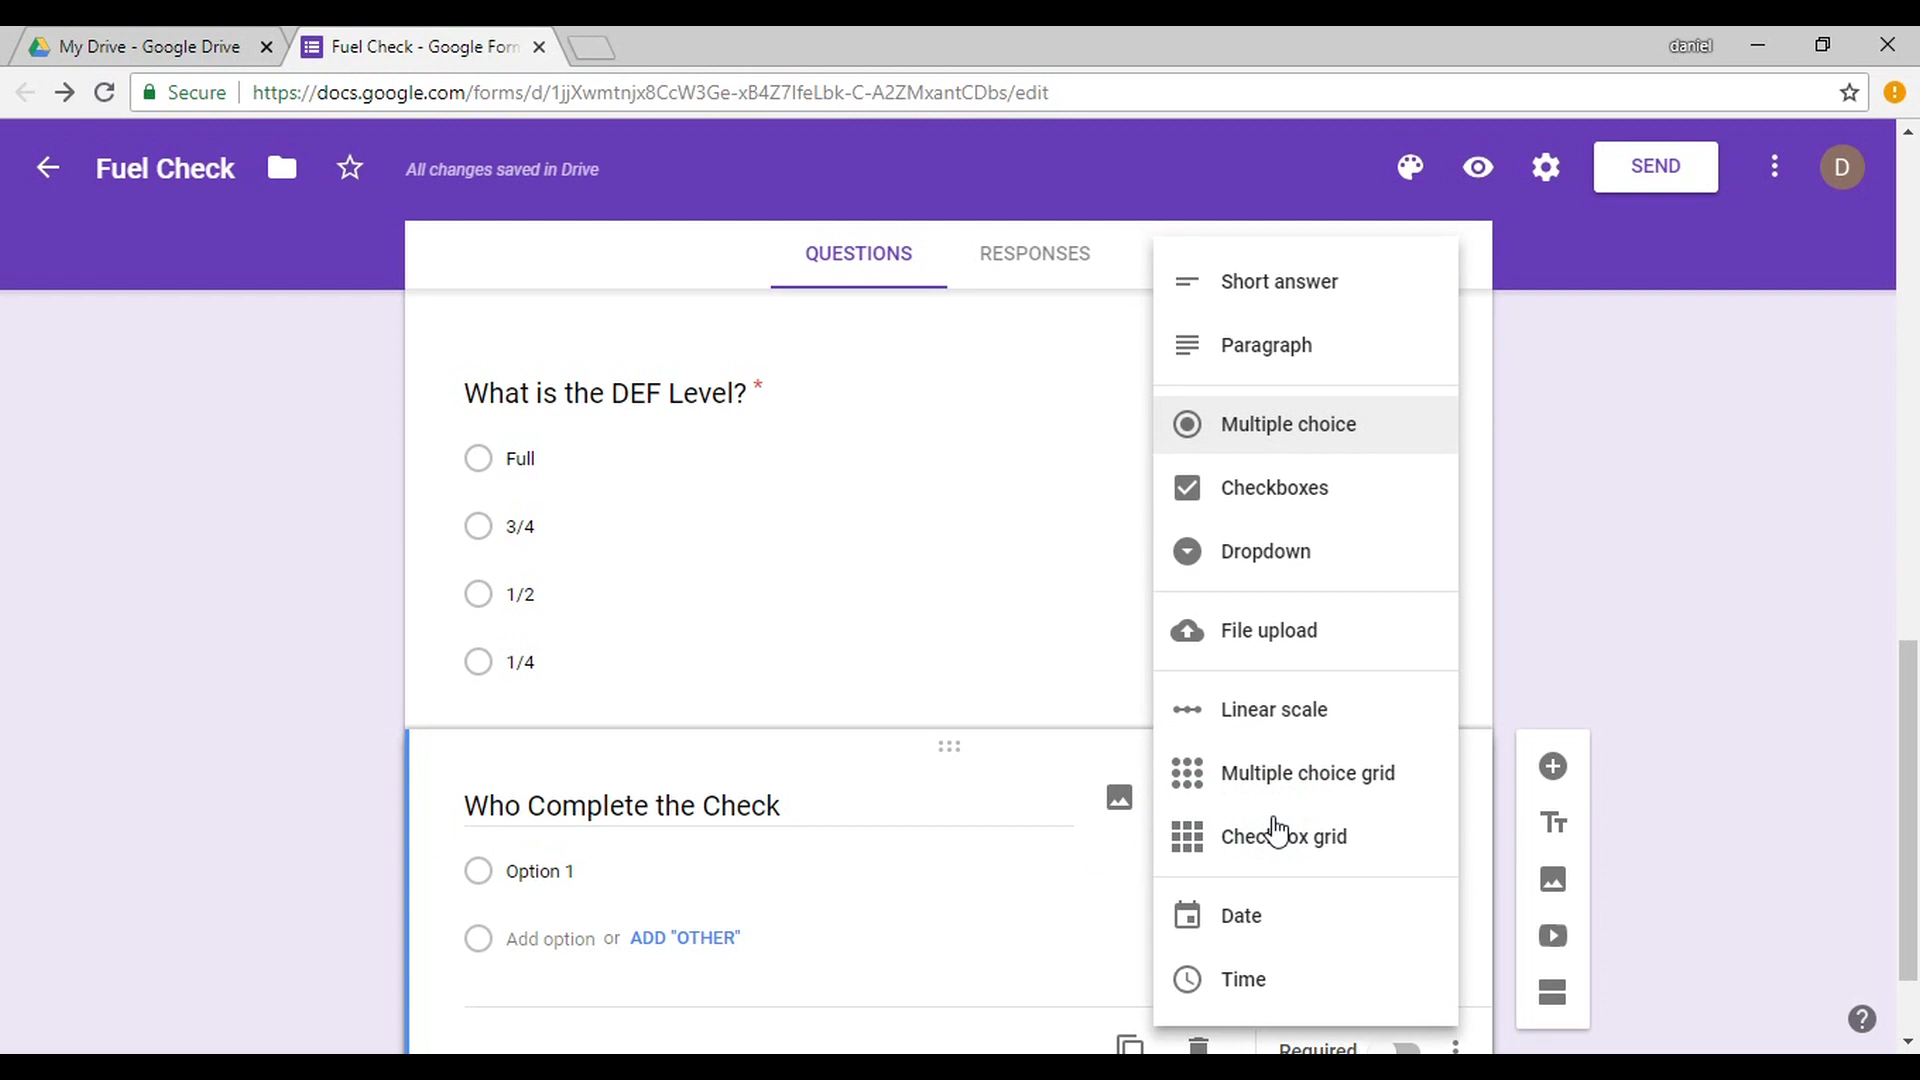 My Drive - Google Drive
Fuel Check - Google Form
daniel
Secure
https://docs.google.com/forms/d/1jjXwmtnjx8CcW3Ge-xB4Z7IfeLbk-C-A2ZMxantCDbs/edit
Fuel Check
All changes saved in Drive
SEND
D
QUESTIONS
RESPONSES
What is the DEF Level? *
Full
3/4
1/2
1/4
Who Complete the Check
Option 1
Add option or ADD "OTHER"
Short answer
Paragraph
Multiple choice
Checkboxes
Dropdown
File upload
Linear scale
Multiple choice grid
Checkbox grid
Date
Time
Tт
Required